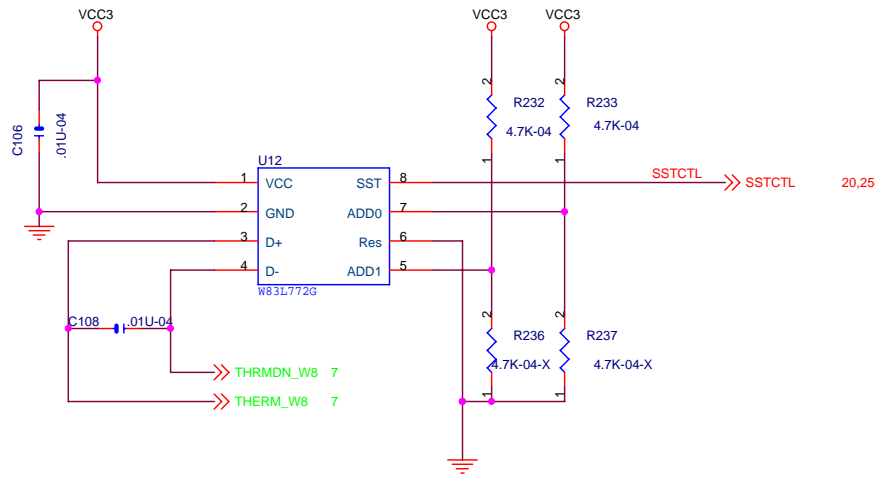 VCC3
VCC3
VCC3
2
2
R232
R233
4.7K-04
4.7K-04
C106
.01U-04
1
1
U12
1
VCC
SST
8
SSTCTL
SSTCTL
20,25
2
GND
ADD0
7
3
D+
Res
6
4
D-
ADD1
5
W83L772G
C108
.01U-04
2
2
R236
R237
4.7K-04-X
4.7K-04-X
THRMDN_W8 7
1
1
THERM_W8 7